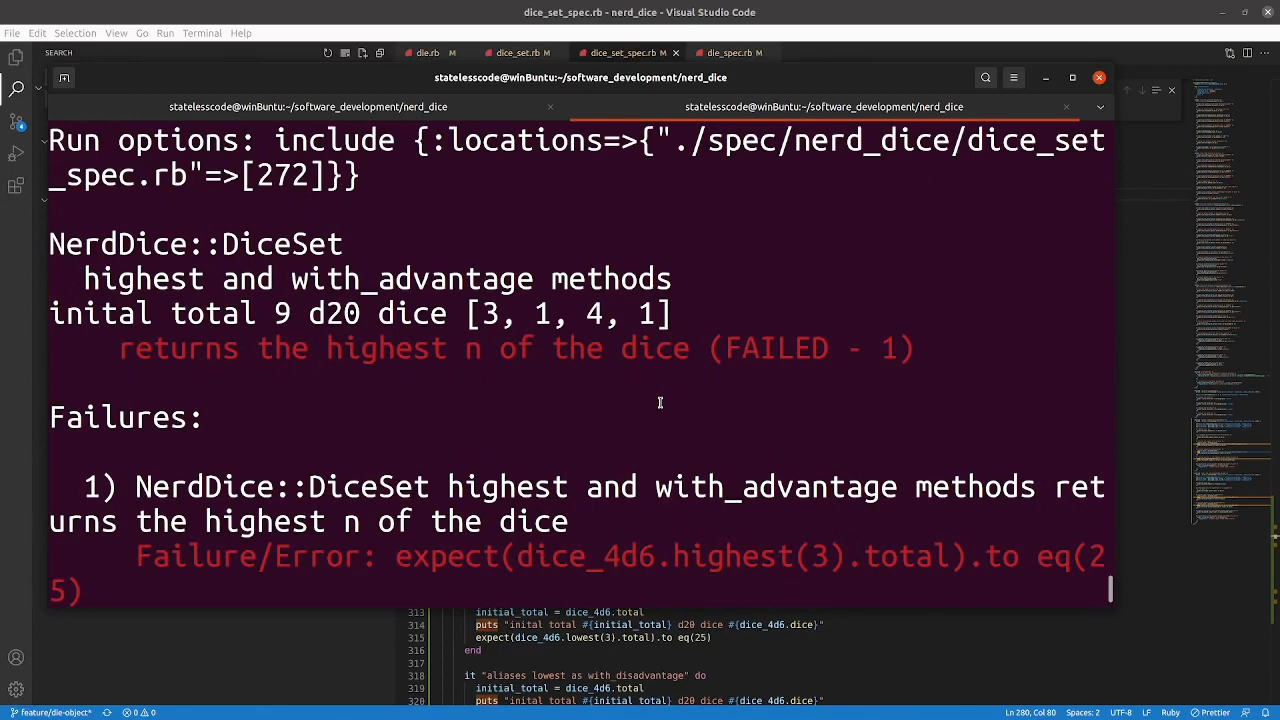 dice_set_spec.rb - nerd_dice - Visual Studio Code
File Edit Selection View Go Run Terminal Help
SEARCH
die.rb M
dice_set.rb M
dice_set_spec.rb M
die_spec.rb M
statelesscode@winBuntu:~/software_development/nerd_dice
statelesscode@winBuntu:~/software_development/nerd_dice
statelesscode@winBuntu:~/software_development/nerd_dice
Run options: include {:locations=>{"./spec/nerd_dice/dice_set
_spec.rb"=>[272]}}
NerdDice::DiceSet
highest and with_advantage methods
inital total 9 d20 dice
returns the highest n of the dice (FAILED - 1)
Failures:
1) NerdDice::DiceSet highest and with_advantage methods ret
urns the highest n of the dice
Failure/Error: expect(dice_4d6.highest(3).total).to eq(2
5)
313 initial_total = dice_4d6.total
314 puts "inital total #{initial_total} d20 dice #{dice_4d6.dice}"
315 expect(dice_4d6.lowest(3).total).to eq(25)
316 end
317
318 it "aliases lowest as with_disadvantage" do
319 initial_total = dice_4d6.total
320 puts "inital total #{initial_total} d20 dice #{dice_4d6.dice}"
4
feature/die-object*
0 0
Ln 280, Col 80
Spaces: 2
UTF-8
LF
Ruby
Prettier